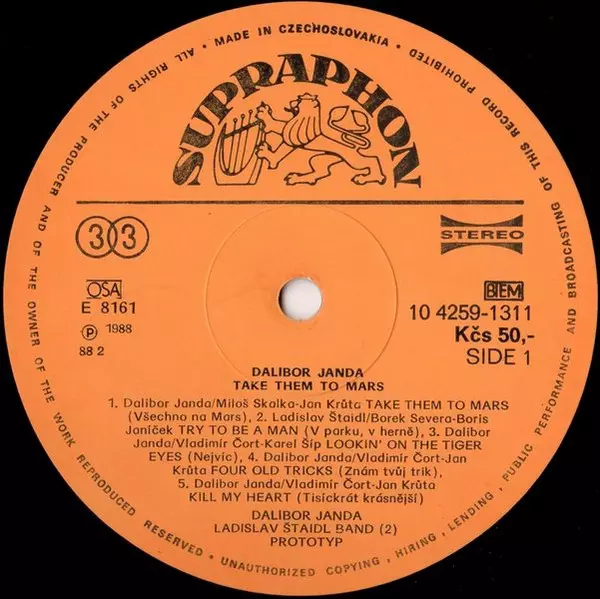 ALL RIGHTS OF THE PRODUCER AND OF THE OWNER OF THE WORK REPRODUCED RESERVED • UNAUTHORIZED COPYING, HIRING, LENDING, PUBLIC PERFORMANCE AND BROADCASTING OF THIS RECORD PROHIBITED • MADE IN CZECHOSLOVAKIA •
SUPRAPHON
33
STEREO
OSA
BIEM
E 8161
10 4259-1311
Ⓟ 1988
Kčs 50,-
88 2
SIDE 1
DALIBOR JANDA
TAKE THEM TO MARS
1. Dalibor Janda/Miloš Skalka-Jan Krůta TAKE THEM TO MARS
(Všechno na Mars), 2. Ladislav Štaidl/Borek Severa-Boris
Janíček TRY TO BE A MAN (V parku, v herně), 3. Dalibor
Janda/Vladimír Čort-Karel Šíp LOOKIN' ON THE TIGER
EYES (Nejvíc), 4. Dalibor Janda/Vladimír Čort-Jan
Krůta FOUR OLD TRICKS (Znám tvůj trik),
5. Dalibor Janda/Vladimír Čort-Jan Krůta
KILL MY HEART (Tisíckrát krásnější)
DALIBOR JANDA
LADISLAV ŠTAIDL BAND (2)
PROTOTYP